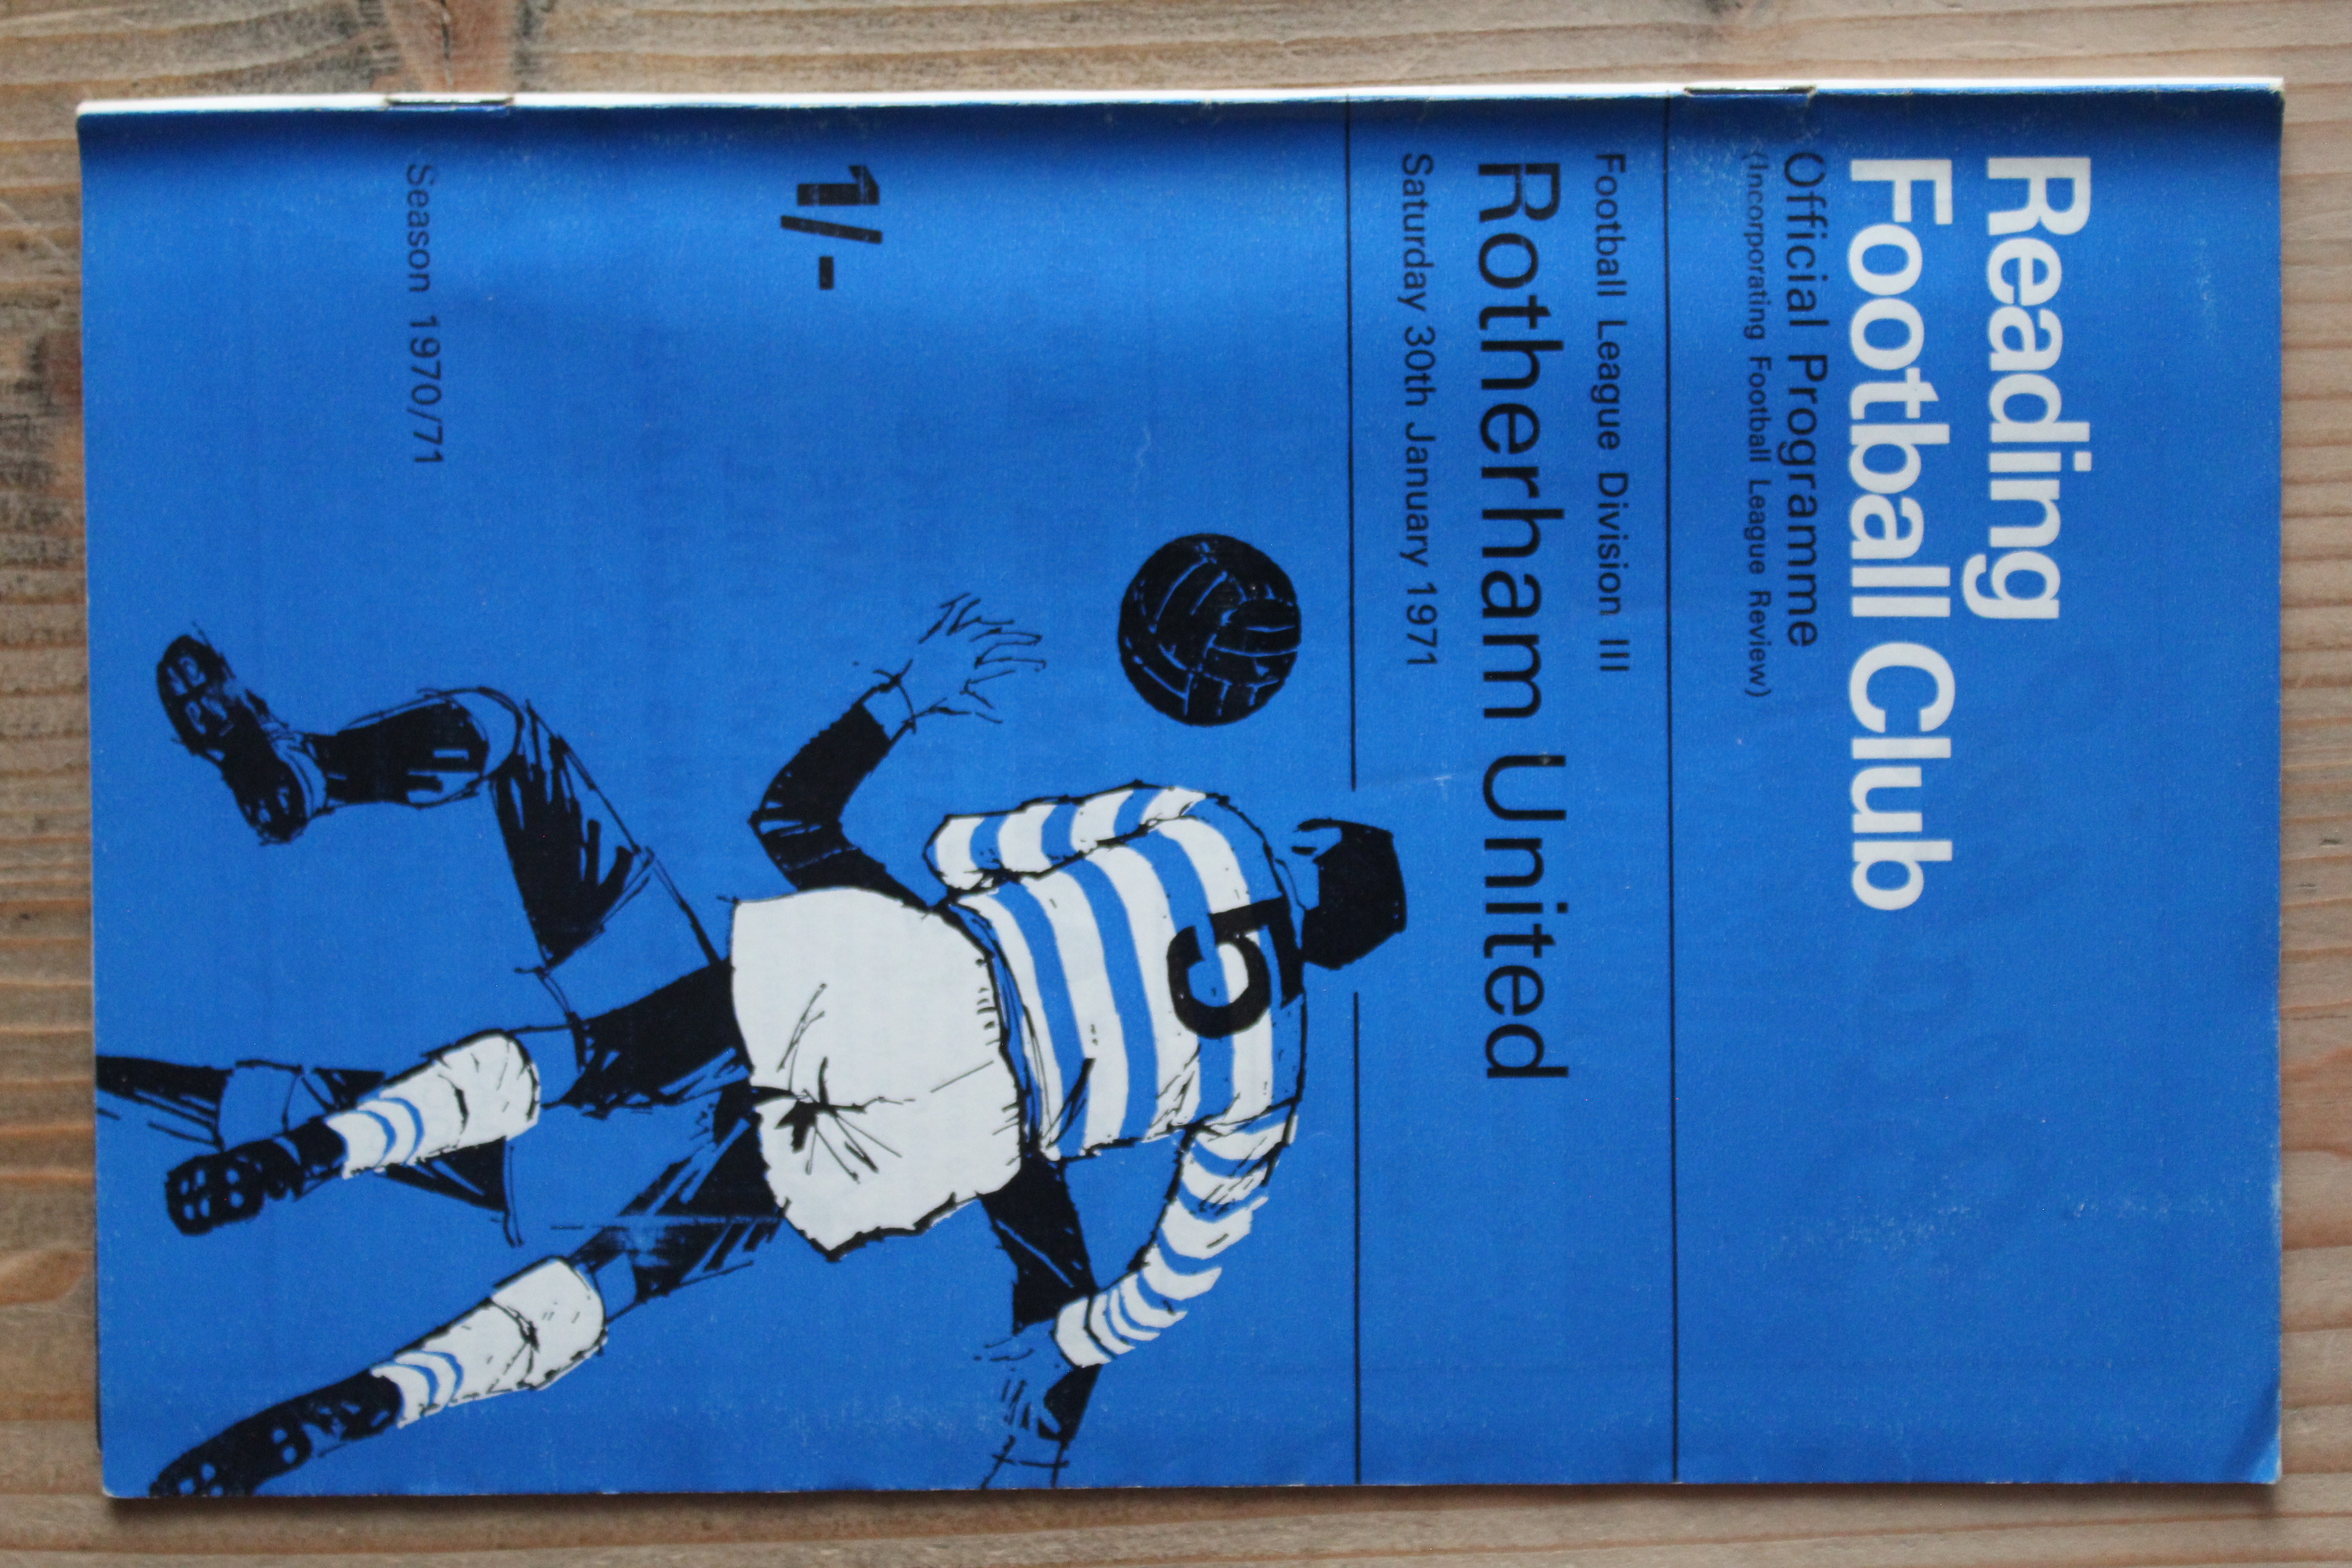 Reading
Football Club
Official Programme
(Incorporating Football League Review)
Football League Division III
Rotherham United
Saturday 30th January 1971
5
1/-
Season 1970/71